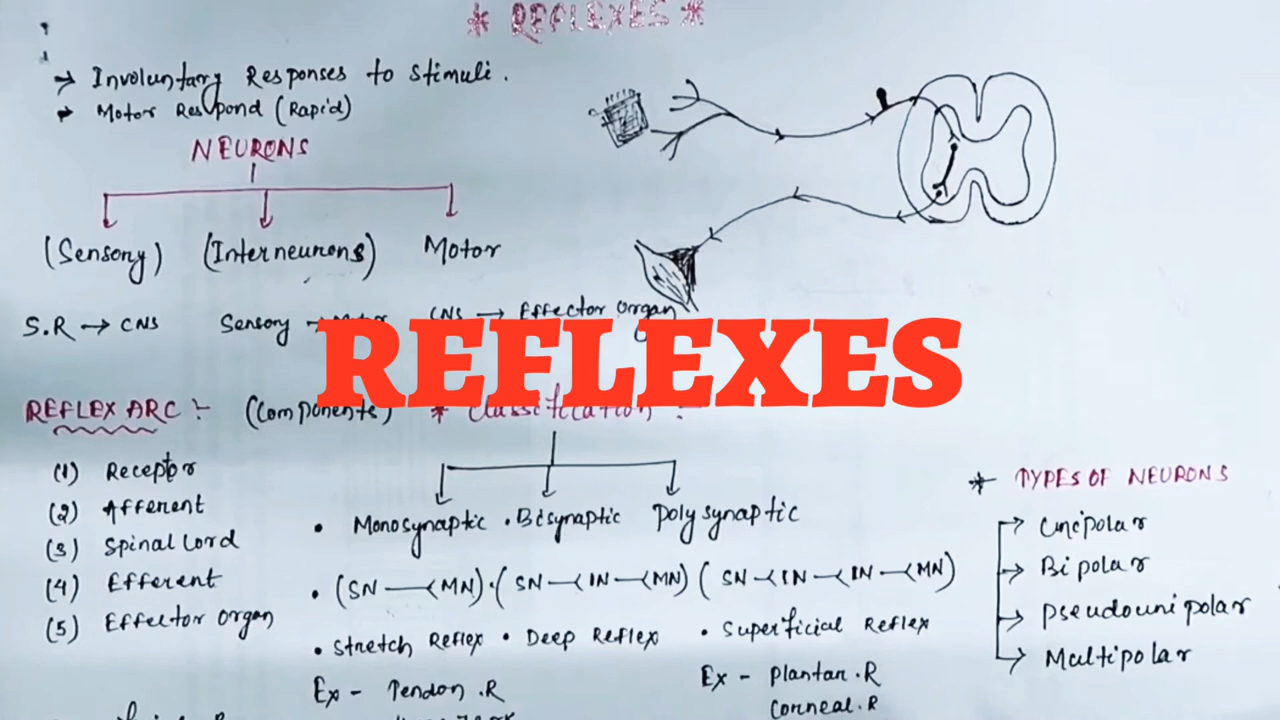 * REFLEXES *
→ Involuntary Responses to stimuli.
→ Motor Respond (Rapid)
NEURONS
(Sensory) (Interneurons) Motor
S.R → CNS Sensory → Motor CNS → Effector Organ
REFLEXES
REFLEX ARC :- (Components) * Classification :-
(1) Receptor
(2) Afferent
(3) Spinal Cord
(4) Efferent
(5) Effector organ
• Monosynaptic • Bisynaptic Polysynaptic
• (SN —< MN) • (SN —< IN —< MN) (SN —< IN —< IN —< MN)
• Stretch Reflex • Deep Reflex • Superficial Reflex
Ex - Tendon .R Ex - Plantar .R
Corneal .R
* TYPES OF NEURONS
→ Unipolar
→ Bipolar
→ Pseudounipolar
→ Multipolar